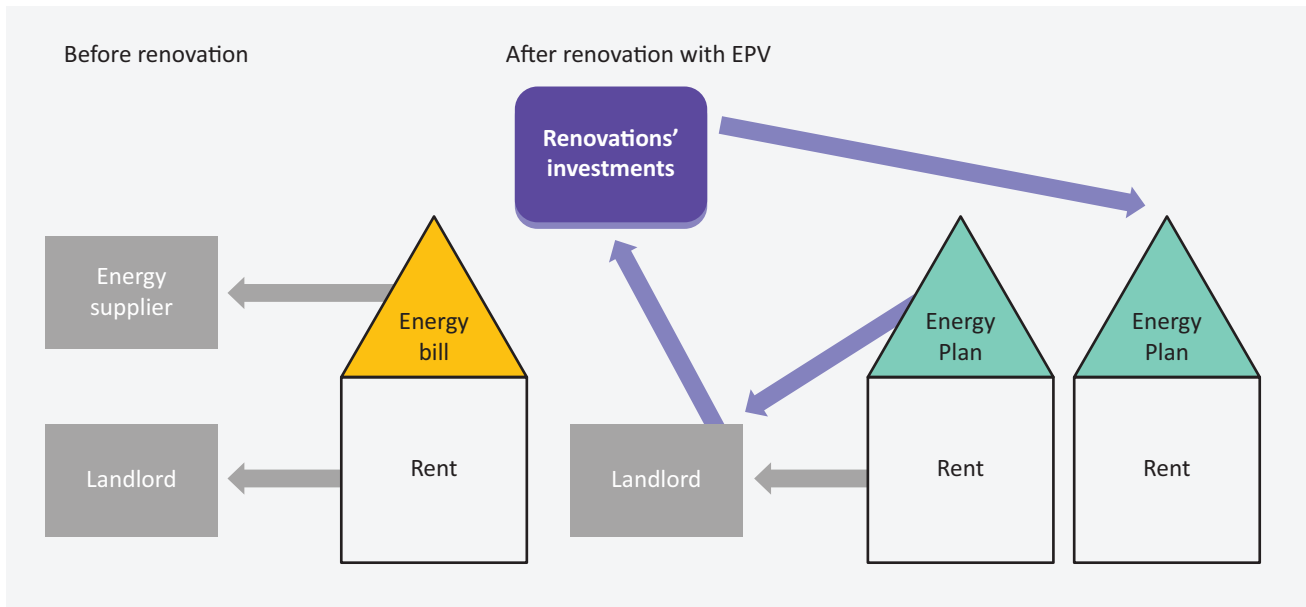 Before renovation
After renovation with EPV
Renovations’
investments
Energy
supplier
Energy
bill
Energy
Plan
Energy
Plan
Landlord
Rent
Landlord
Rent
Rent